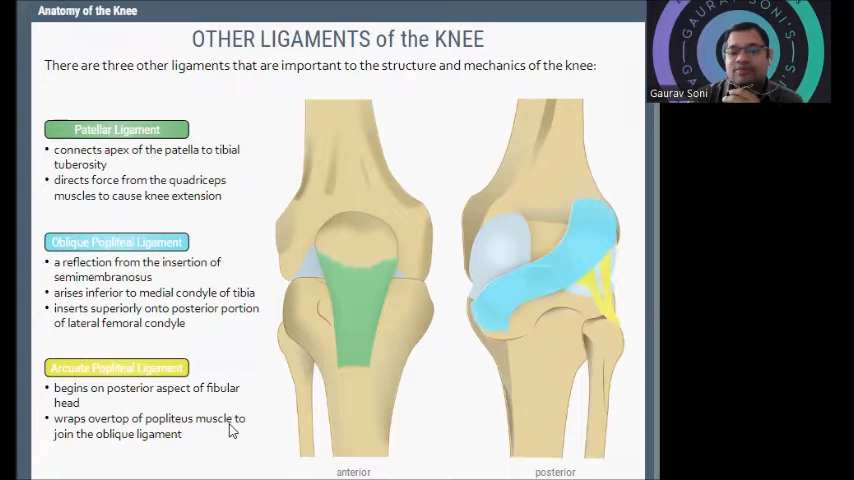 Anatomy of the Knee
OTHER LIGAMENTS of the KNEE
There are three other ligaments that are important to the structure and mechanics of the knee:
Patellar Ligament
• connects apex of the patella to tibial
tuberosity
• directs force from the quadriceps
muscles to cause knee extension
Oblique Popliteal Ligament
• a reflection from the insertion of
semimembranosus
• arises inferior to medial condyle of tibia
• inserts superiorly onto posterior portion
of lateral femoral condyle
Arcuate Popliteal Ligament
• begins on posterior aspect of fibular
head
• wraps overtop of popliteus muscle to
join the oblique ligament
anterior
posterior
GAURAV SONI'S
Gaurav Soni